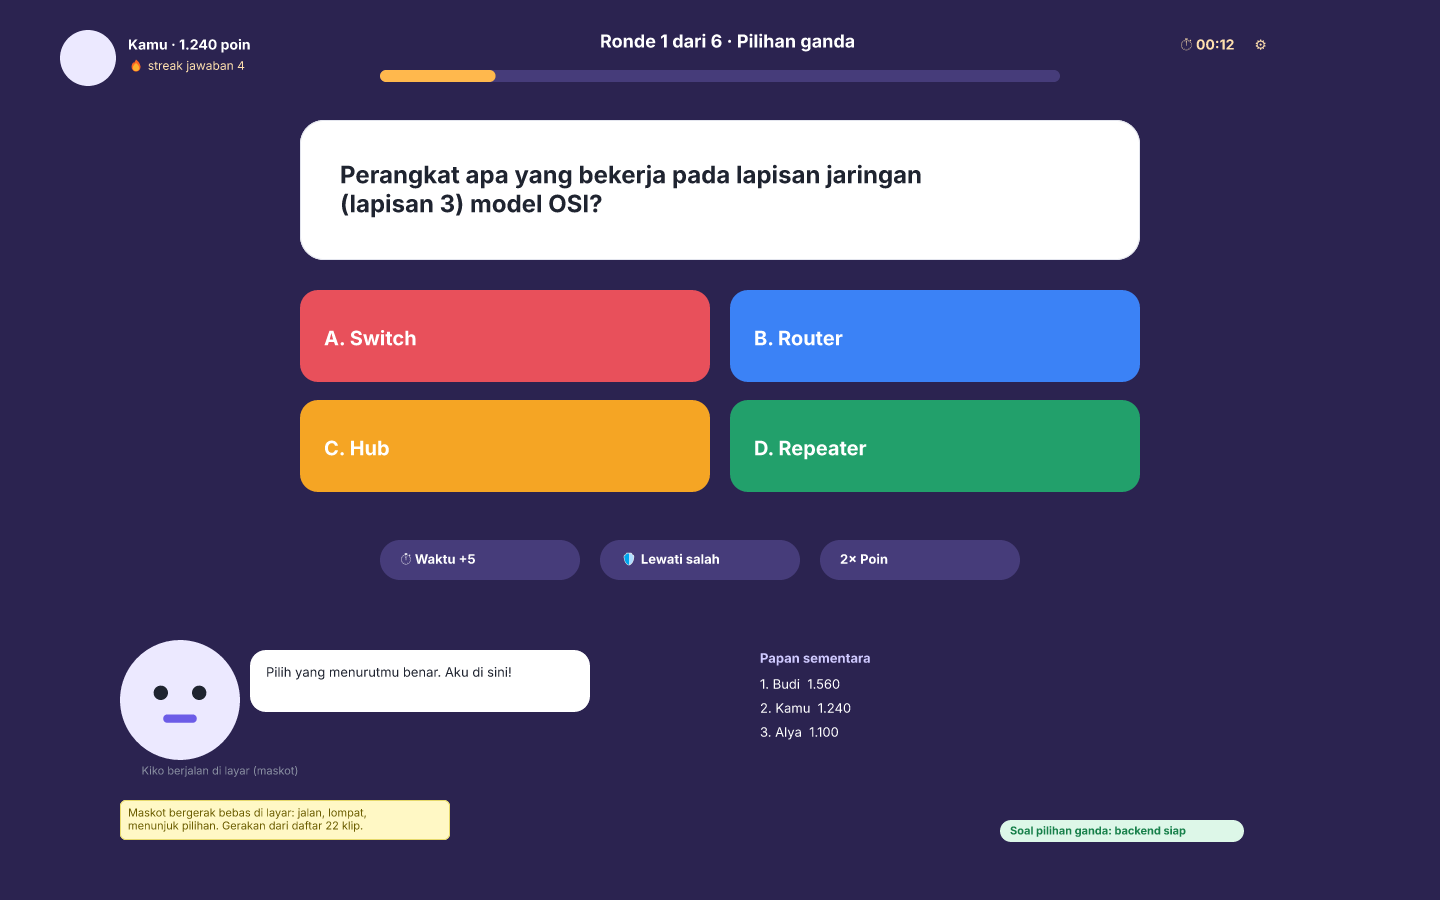 Kamu · 1.240 poin
🔥 streak jawaban 4
Ronde 1 dari 6 · Pilihan ganda
⏱ 00:12 ⚙
Perangkat apa yang bekerja pada lapisan jaringan
(lapisan 3) model OSI?
A. Switch
B. Router
C. Hub
D. Repeater
⏱ Waktu +5
🛡 Lewati salah
2× Poin
Pilih yang menurutmu benar. Aku di sini!
Kiko berjalan di layar (maskot)
Maskot bergerak bebas di layar: jalan, lompat,
menunjuk pilihan. Gerakan dari daftar 22 klip.
Papan sementara
1. Budi 1.560
2. Kamu 1.240
3. Alya 1.100
Soal pilihan ganda: backend siap